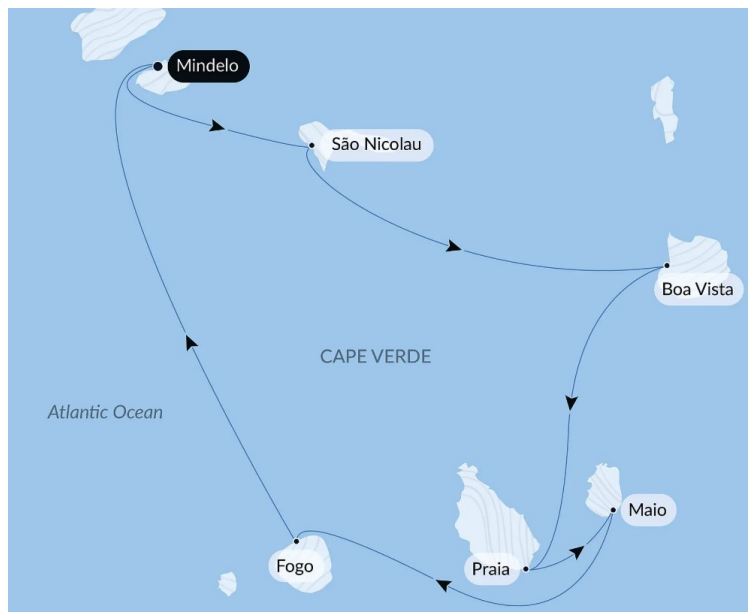 Mindelo
São Nicolau
Boa Vista
CAPE VERDE
Atlantic Ocean
Maio
Fogo
Praia